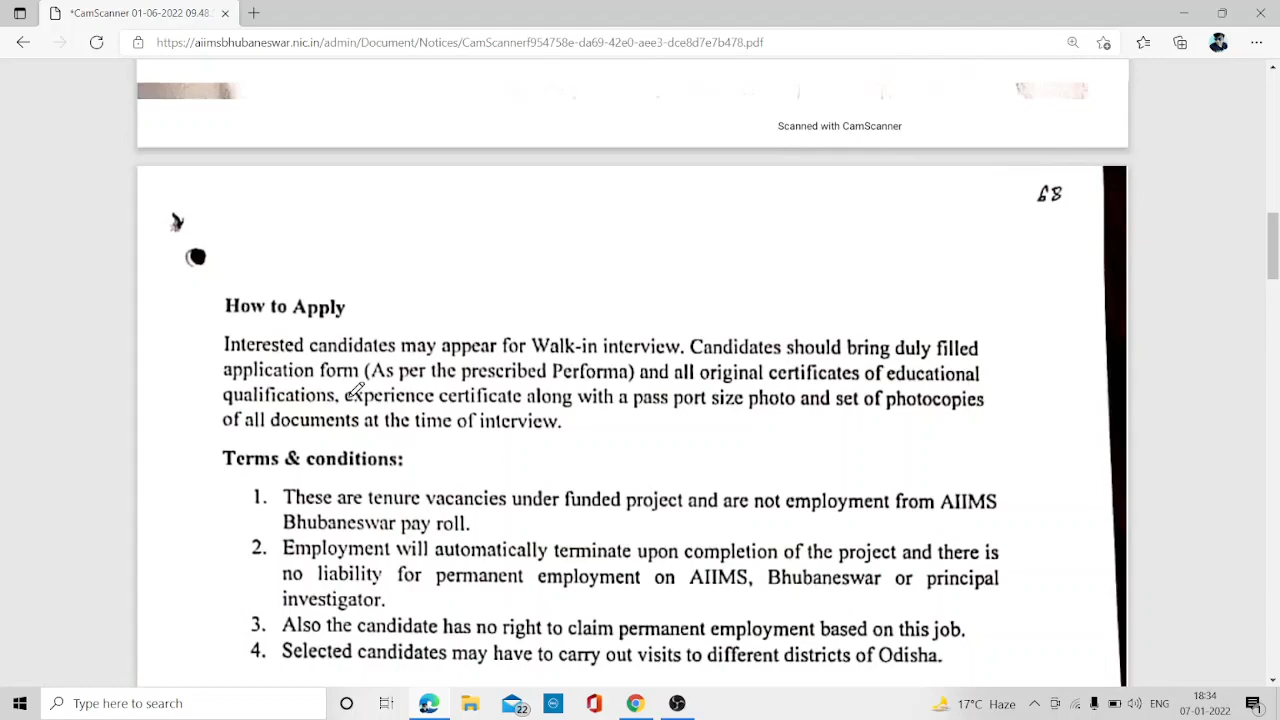 *CamScanner 01-06-2022 09.48.
https://aiimsbhubaneswar.nic.in/admin/Document/Notices/CamScannerf954758e-da69-42e0-aee3-dce8d7e7b478.pdf
Scanned with CamScanner
68
How to Apply
Interested candidates may appear for Walk-in interview. Candidates should bring duly filled
application form (As per the prescribed Performa) and all original certificates of educational
qualifications, experience certificate along with a pass port size photo and set of photocopies
of all documents at the time of interview.
Terms & conditions:
1. These are tenure vacancies under funded project and are not employment from AIIMS
Bhubaneswar pay roll.
2. Employment will automatically terminate upon completion of the project and there is
no liability for permanent employment on AIIMS, Bhubaneswar or principal
investigator.
3. Also the candidate has no right to claim permanent employment based on this job.
4. Selected candidates may have to carry out visits to different districts of Odisha.
Type here to search
22
17°C Haze
ENG
18:34
07-01-2022
1